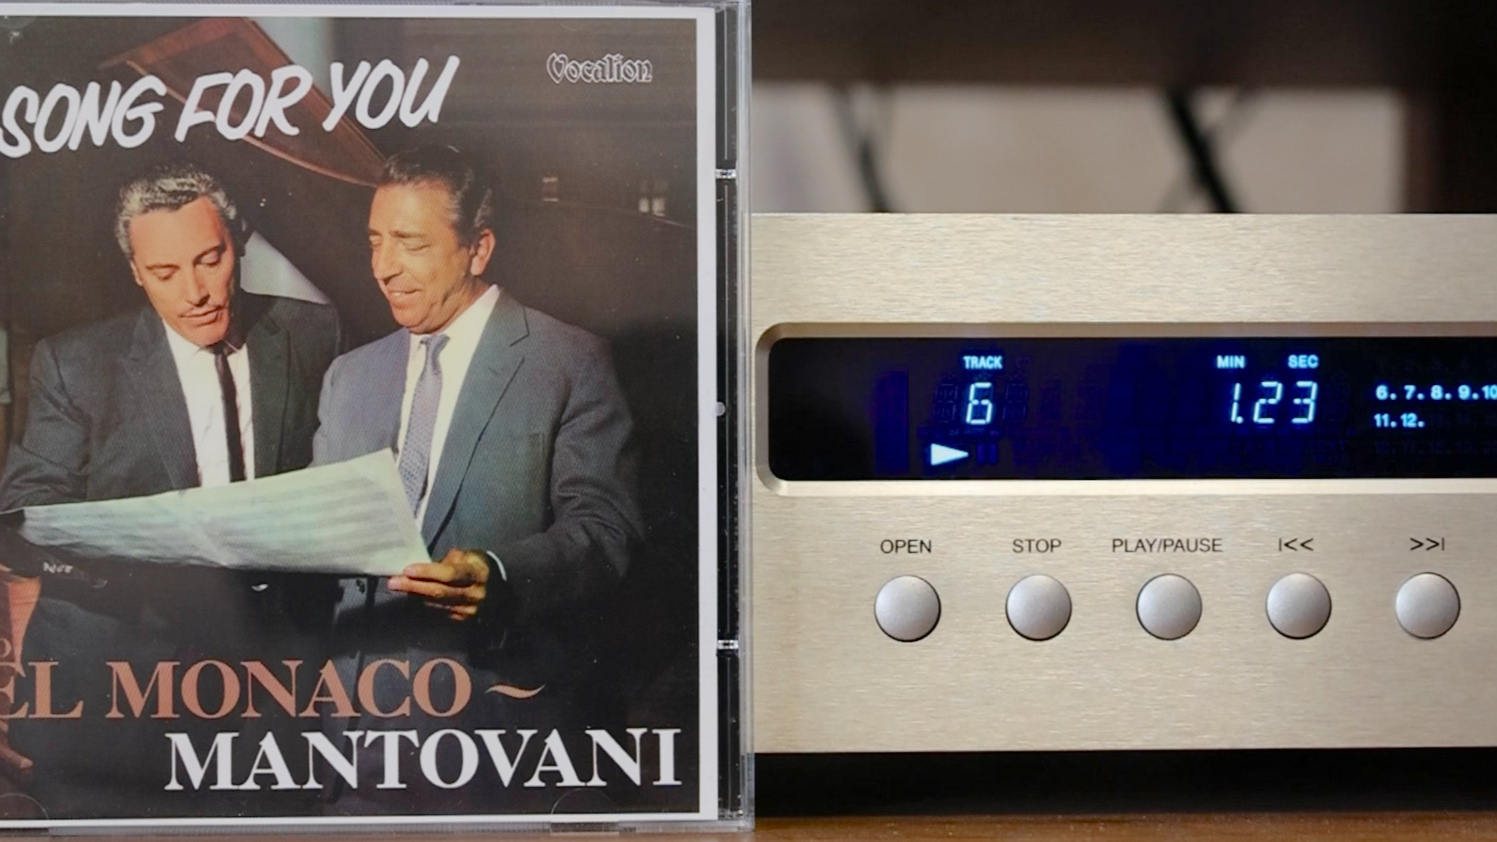 SONG FOR YOU
Vocalion
EL MONACO~
MANTOVANI
TRACK
6
MIN SEC
1.23
6. 7. 8. 9. 10
11. 12.
OPEN STOP PLAY/PAUSE I<< >>I